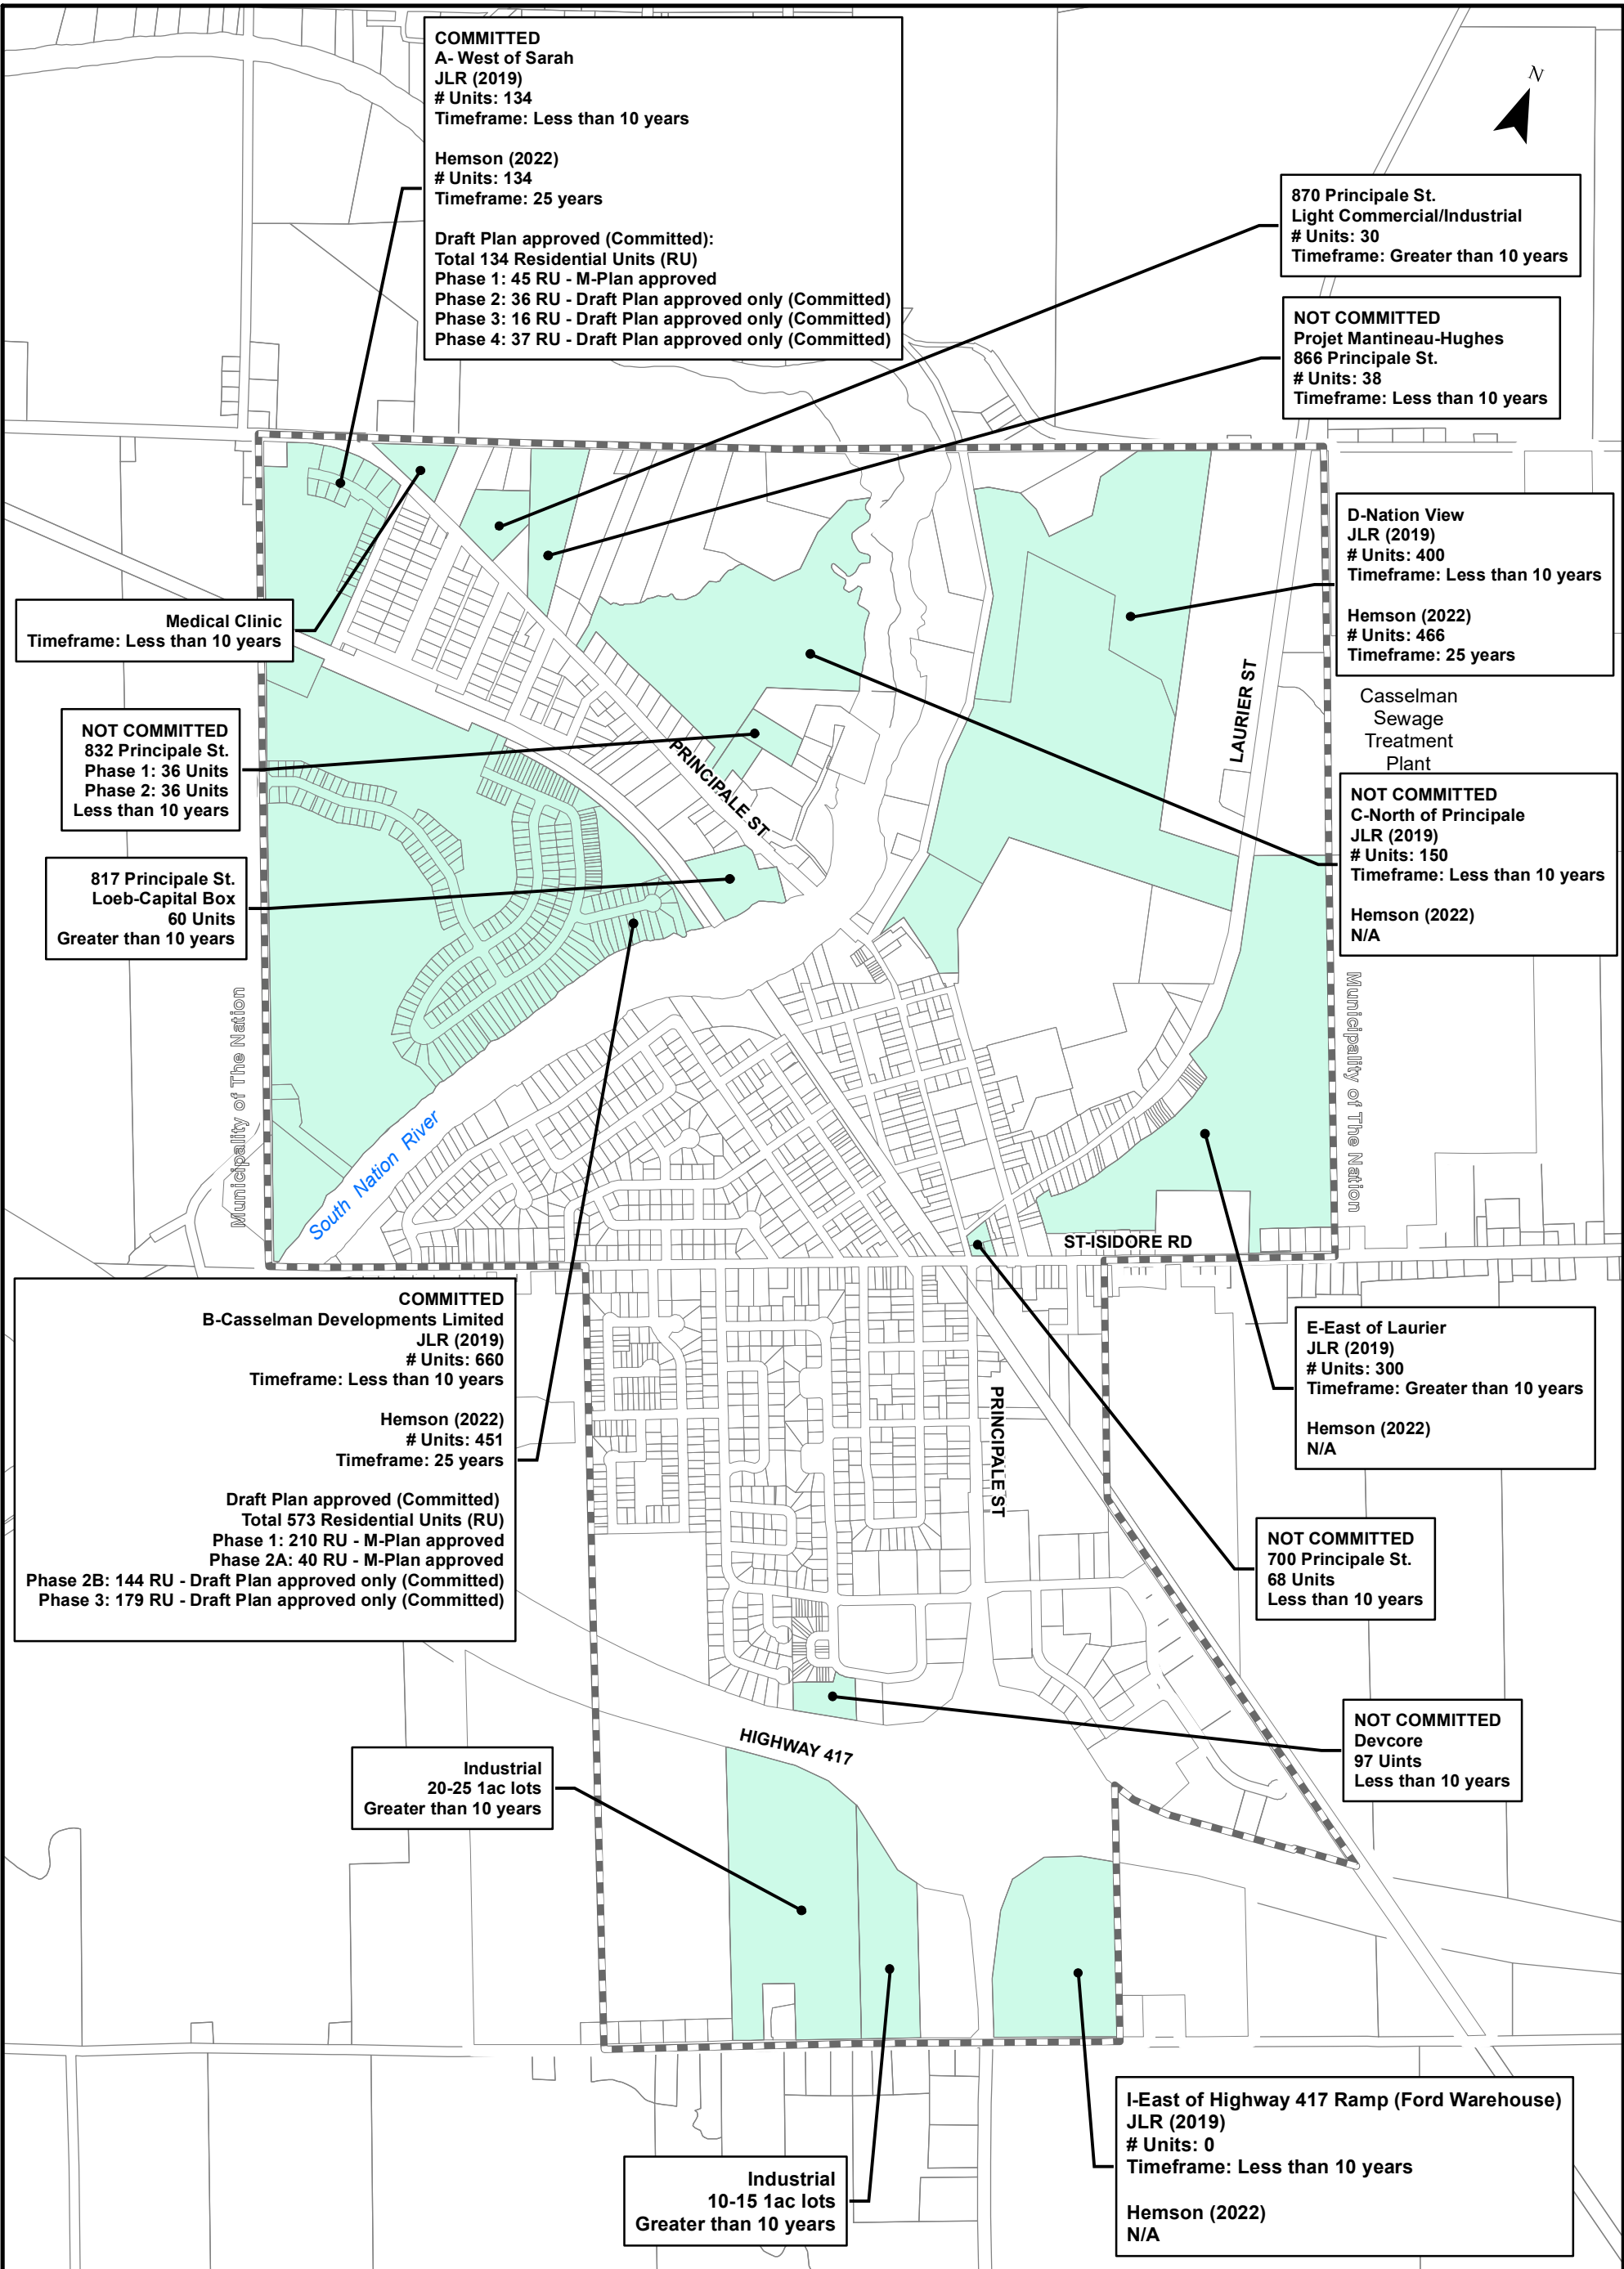 COMMITTED
A- West of Sarah
JLR (2019)
# Units: 134
Timeframe: Less than 10 years
Hemson (2022)
# Units: 134
Timeframe: 25 years
Draft Plan approved (Committed):
Total 134 Residential Units (RU)
Phase 1: 45 RU - M-Plan approved
Phase 2: 36 RU - Draft Plan approved only (Committed)
Phase 3: 16 RU - Draft Plan approved only (Committed)
Phase 4: 37 RU - Draft Plan approved only (Committed)
N
870 Principale St.
Light Commercial/Industrial
# Units: 30
Timeframe: Greater than 10 years
NOT COMMITTED
Projet Mantineau-Hughes
866 Principale St.
# Units: 38
Timeframe: Less than 10 years
D-Nation View
JLR (2019)
# Units: 400
Timeframe: Less than 10 years
Hemson (2022)
# Units: 466
Timeframe: 25 years
Medical Clinic
Timeframe: Less than 10 years
Casselman
Sewage
Treatment
Plant
LAURIER ST
NOT COMMITTED
832 Principale St.
Phase 1: 36 Units
Phase 2: 36 Units
Less than 10 years
PRINCIPALE ST
NOT COMMITTED
C-North of Principale
JLR (2019)
# Units: 150
Timeframe: Less than 10 years
Hemson (2022)
N/A
817 Principale St.
Loeb-Capital Box
60 Units
Greater than 10 years
Municipality of The Nation
Municipality of The Nation
South Nation River
ST-ISIDORE RD
COMMITTED
B-Casselman Developments Limited
JLR (2019)
# Units: 660
Timeframe: Less than 10 years
Hemson (2022)
# Units: 451
Timeframe: 25 years
Draft Plan approved (Committed)
Total 573 Residential Units (RU)
Phase 1: 210 RU - M-Plan approved
Phase 2A: 40 RU - M-Plan approved
Phase 2B: 144 RU - Draft Plan approved only (Committed)
Phase 3: 179 RU - Draft Plan approved only (Committed)
E-East of Laurier
JLR (2019)
# Units: 300
Timeframe: Greater than 10 years
Hemson (2022)
N/A
PRINCIPALE ST
NOT COMMITTED
700 Principale St.
68 Units
Less than 10 years
HIGHWAY 417
NOT COMMITTED
Devcore
97 Uints
Less than 10 years
Industrial
20-25 1ac lots
Greater than 10 years
I-East of Highway 417 Ramp (Ford Warehouse)
JLR (2019)
# Units: 0
Timeframe: Less than 10 years
Hemson (2022)
N/A
Industrial
10-15 1ac lots
Greater than 10 years